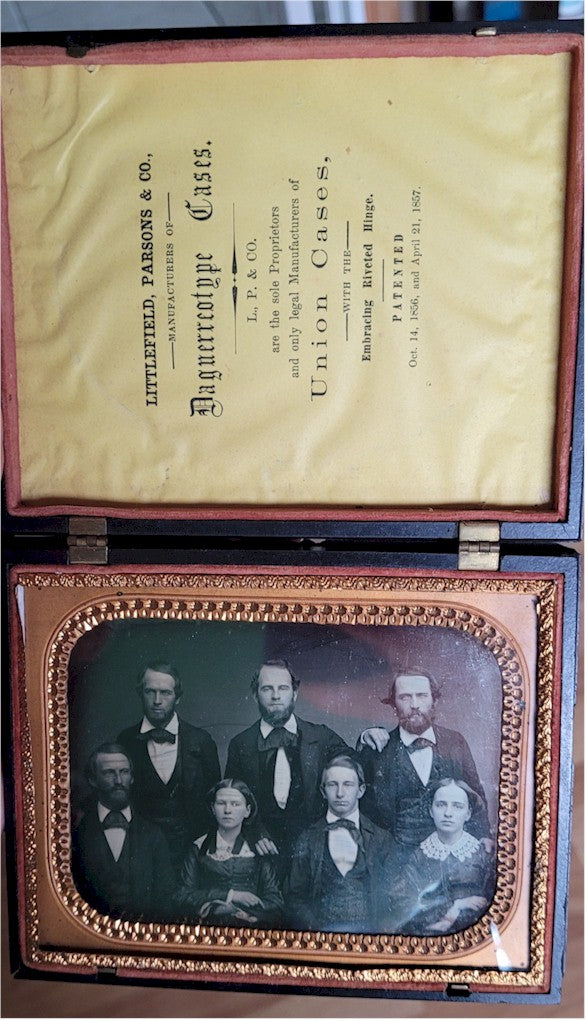 LITTLEFIELD, PARSONS & CO.,
MANUFACTURERS OF
Daguerreotype Cases.
L., P. & CO.
are the sole Proprietors
and only legal Manufacturers of
Union Cases,
WITH THE
Embracing Riveted Hinge.
PATENTED
Oct. 14, 1856, and April 21, 1857.